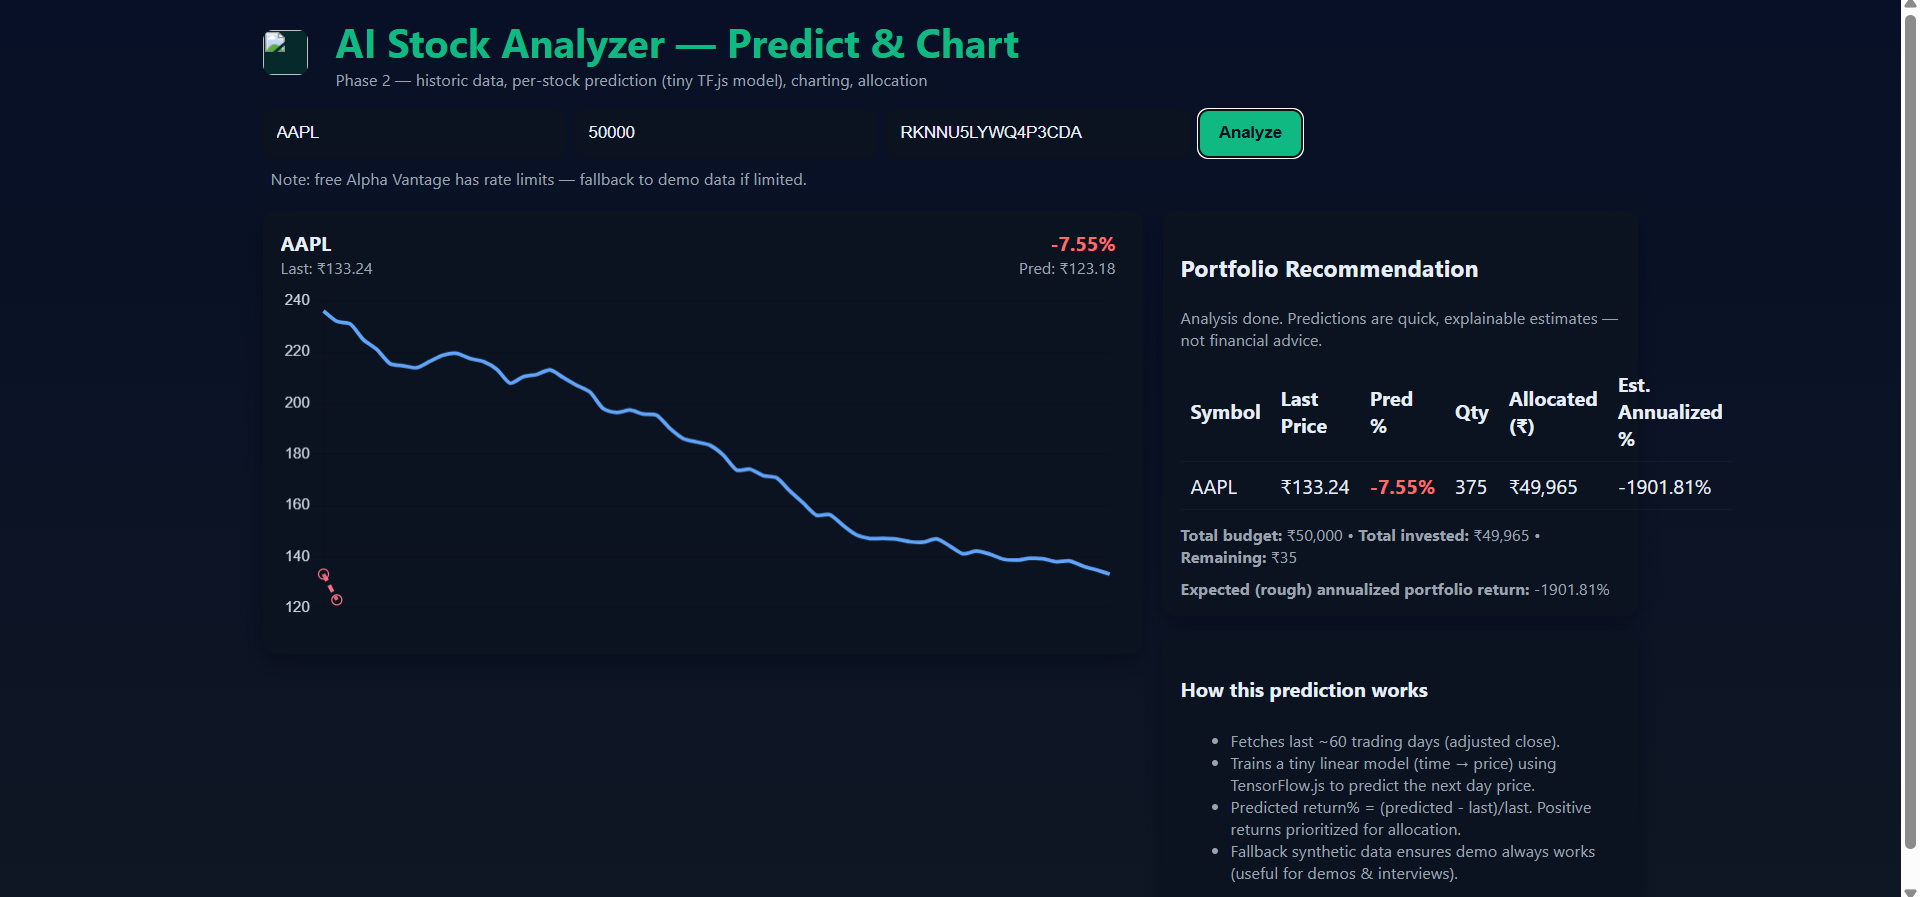 AI Stock Analyzer — Predict & Chart
Phase 2 — historic data, per-stock prediction (tiny TF.js model), charting, allocation
AAPL
50000
RKNNU5LYWQ4P3CDA
Analyze
Note: free Alpha Vantage has rate limits — fallback to demo data if limited.
AAPL
-7.55%
Last: ₹133.24
Pred: ₹123.18
240
220
200
180
160
140
120
Portfolio Recommendation
Analysis done. Predictions are quick, explainable estimates —
not financial advice.
Symbol Last Price Pred % Qty Allocated (₹) Est. Annualized %
AAPL ₹133.24 -7.55% 375 ₹49,965 -1901.81%
Total budget: ₹50,000 • Total invested: ₹49,965 •
Remaining: ₹35
Expected (rough) annualized portfolio return: -1901.81%
How this prediction works
• Fetches last ~60 trading days (adjusted close).
• Trains a tiny linear model (time → price) using
TensorFlow.js to predict the next day price.
• Predicted return% = (predicted - last)/last. Positive
returns prioritized for allocation.
• Fallback synthetic data ensures demo always works
(useful for demos & interviews).